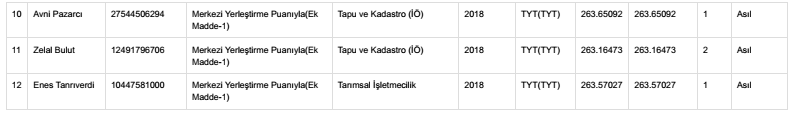 10 Avni Pazarcı 27544506294 Merkezi Yerleştirme Puanıyla(Ek Madde-1) Tapu ve Kadastro (İÖ) 2018 TYT(TYT) 263.65092 263.65092 1 Asıl
11 Zelal Bulut 12491796706 Merkezi Yerleştirme Puanıyla(Ek Madde-1) Tapu ve Kadastro (İÖ) 2018 TYT(TYT) 263.16473 263.16473 2 Asıl
12 Enes Tanrıverdi 10447581000 Merkezi Yerleştirme Puanıyla(Ek Madde-1) Tarımsal İşletmecilik 2018 TYT(TYT) 263.57027 263.57027 1 Asıl